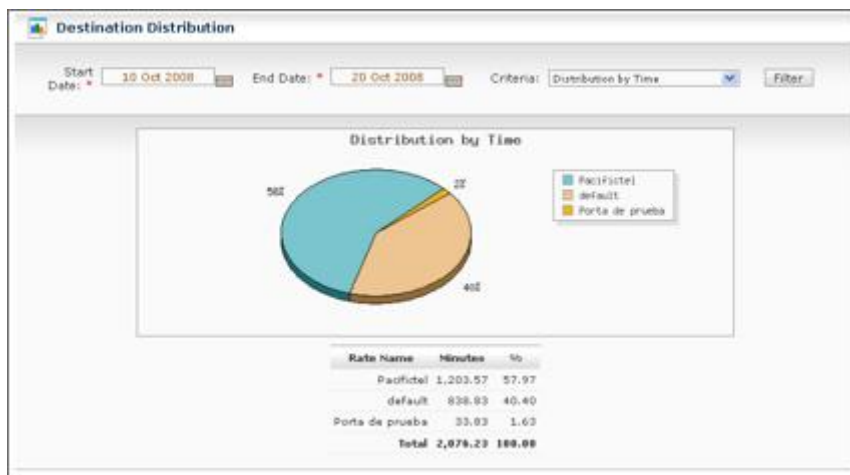 Destination Distribution
Start Date: * 10 Oct 2008 End Date: * 20 Oct 2008 Criteria: Distribution by Time Filter
Distribution by Time
58%
2%
40%
Pacifictel
default
Porta de prueba
Rate Name Minutes %
Pacifictel 1,203.57 57.97
default 838.83 40.40
Porta de prueba 33.83 1.63
Total 2,076.23 100.00